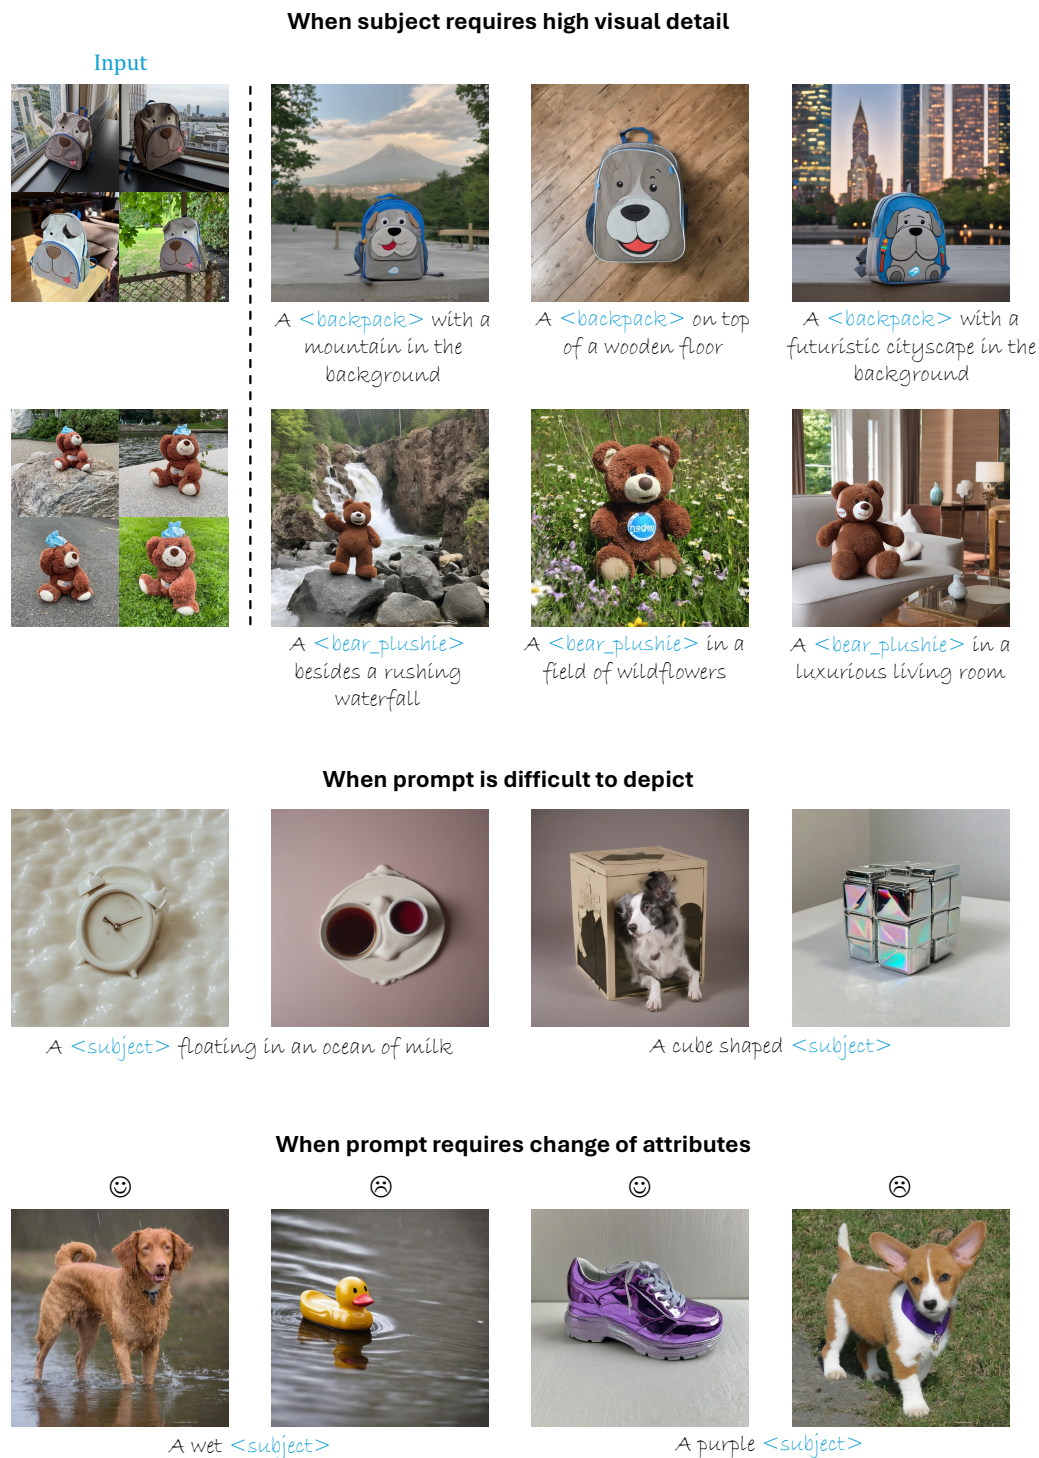 When subject requires high visual detail
Input
A <backpack> with a
mountain in the
background
A <backpack> on top
of a wooden floor
A <backpack> with a
futuristic cityscape in the
background
A <bear_plushie>
besides a rushing
waterfall
A <bear_plushie> in a
field of wildflowers
A <bear_plushie> in a
luxurious living room
When prompt is difficult to depict
A <subject> floating in an ocean of milk
A cube shaped <subject>
When prompt requires change of attributes
A wet <subject>
A purple <subject>